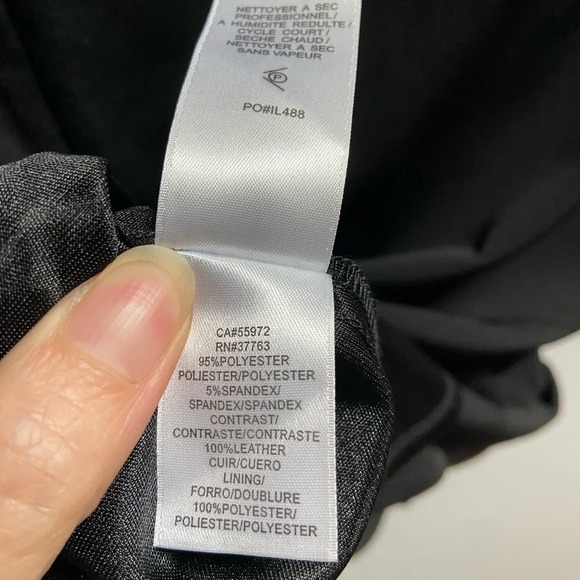 NETTOYER A SEC
PROFESSIONNEL/
A HUMIDITE REDUITE/
CYCLE COURT/
SECHE CHAUD/
NETTOYER A SEC
SANS VAPEUR
P
PO#IL488
CA#55972
RN#37763
95%POLYESTER
POLIESTER/POLYESTER
5%SPANDEX/
SPANDEX/SPANDEX
CONTRAST/
CONTRASTE/CONTRASTE
100%LEATHER
CUIR/CUERO
LINING/
FORRO/DOUBLURE
100%POLYESTER/
POLIESTER/POLYESTER